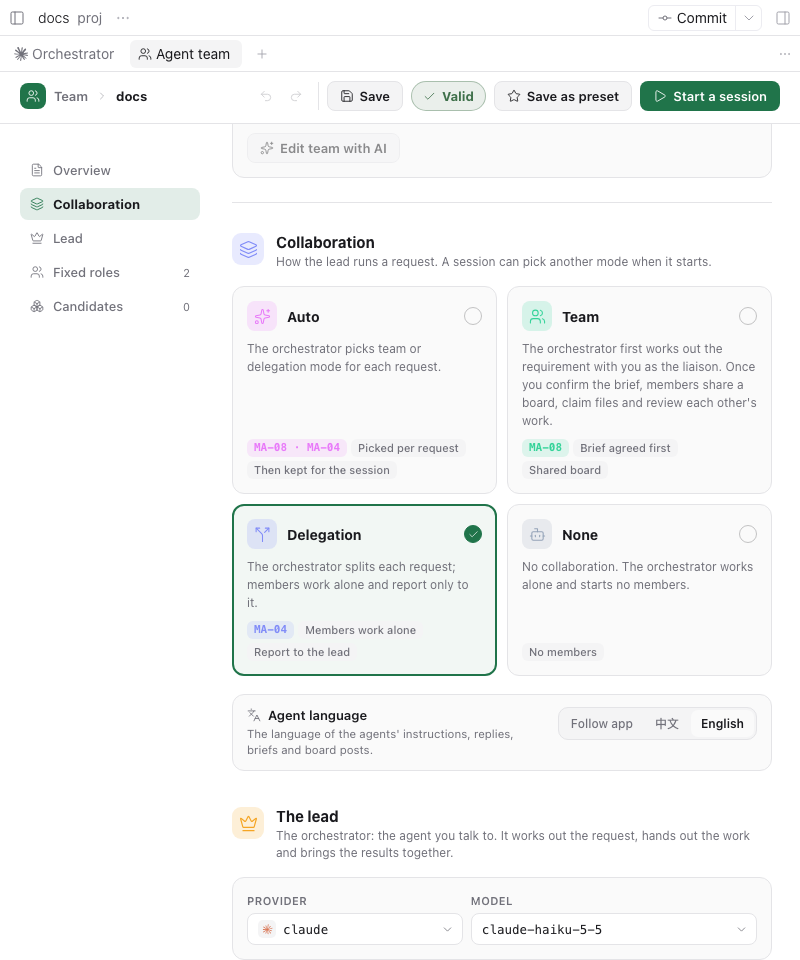 docs proj ···
Commit
Orchestrator
Agent team
Team
docs
Save
Valid
Save as preset
Start a session
Edit team with AI
Overview
Collaboration
Lead
Fixed roles 2
Candidates 0
Collaboration
How the lead runs a request. A session can pick another mode when it starts.
Auto
The orchestrator picks team or
delegation mode for each request.
MA-08 · MA-04 Picked per request
Then kept for the session
Team
The orchestrator first works out the
requirement with you as the liaison. Once
you confirm the brief, members share a
board, claim files and review each other's
work.
MA-08 Brief agreed first
Shared board
Delegation
The orchestrator splits each request;
members work alone and report only to
it.
MA-04 Members work alone
Report to the lead
None
No collaboration. The orchestrator works
alone and starts no members.
No members
Agent language
The language of the agents' instructions, replies,
briefs and board posts.
Follow app 中文 English
The lead
The orchestrator: the agent you talk to. It works out the request, hands out the work
and brings the results together.
PROVIDER
claude
MODEL
claude-haiku-5-5